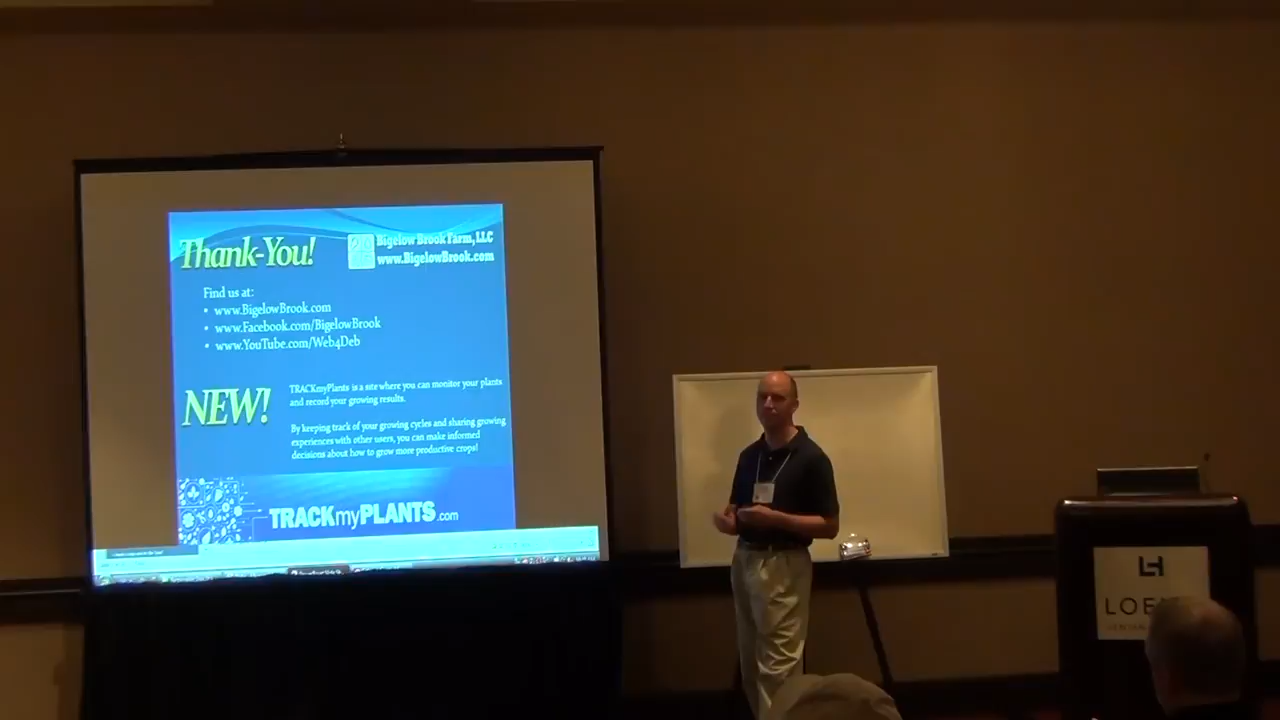 Thank-You!
Bigelow Brook Farm, LLC
www.BigelowBrook.com
Find us at:
• www.BigelowBrook.com
• www.Facebook.com/BigelowBrook
• www.YouTube.com/Web4Deb
NEW!
TRACKmyPlants is a site where you can monitor your plants
and record your growing results.
By keeping track of your growing cycles and sharing growing
experiences with other users, you can make informed
decisions about how to grow more productive crops!
TRACKmyPLANTS.com
LOE